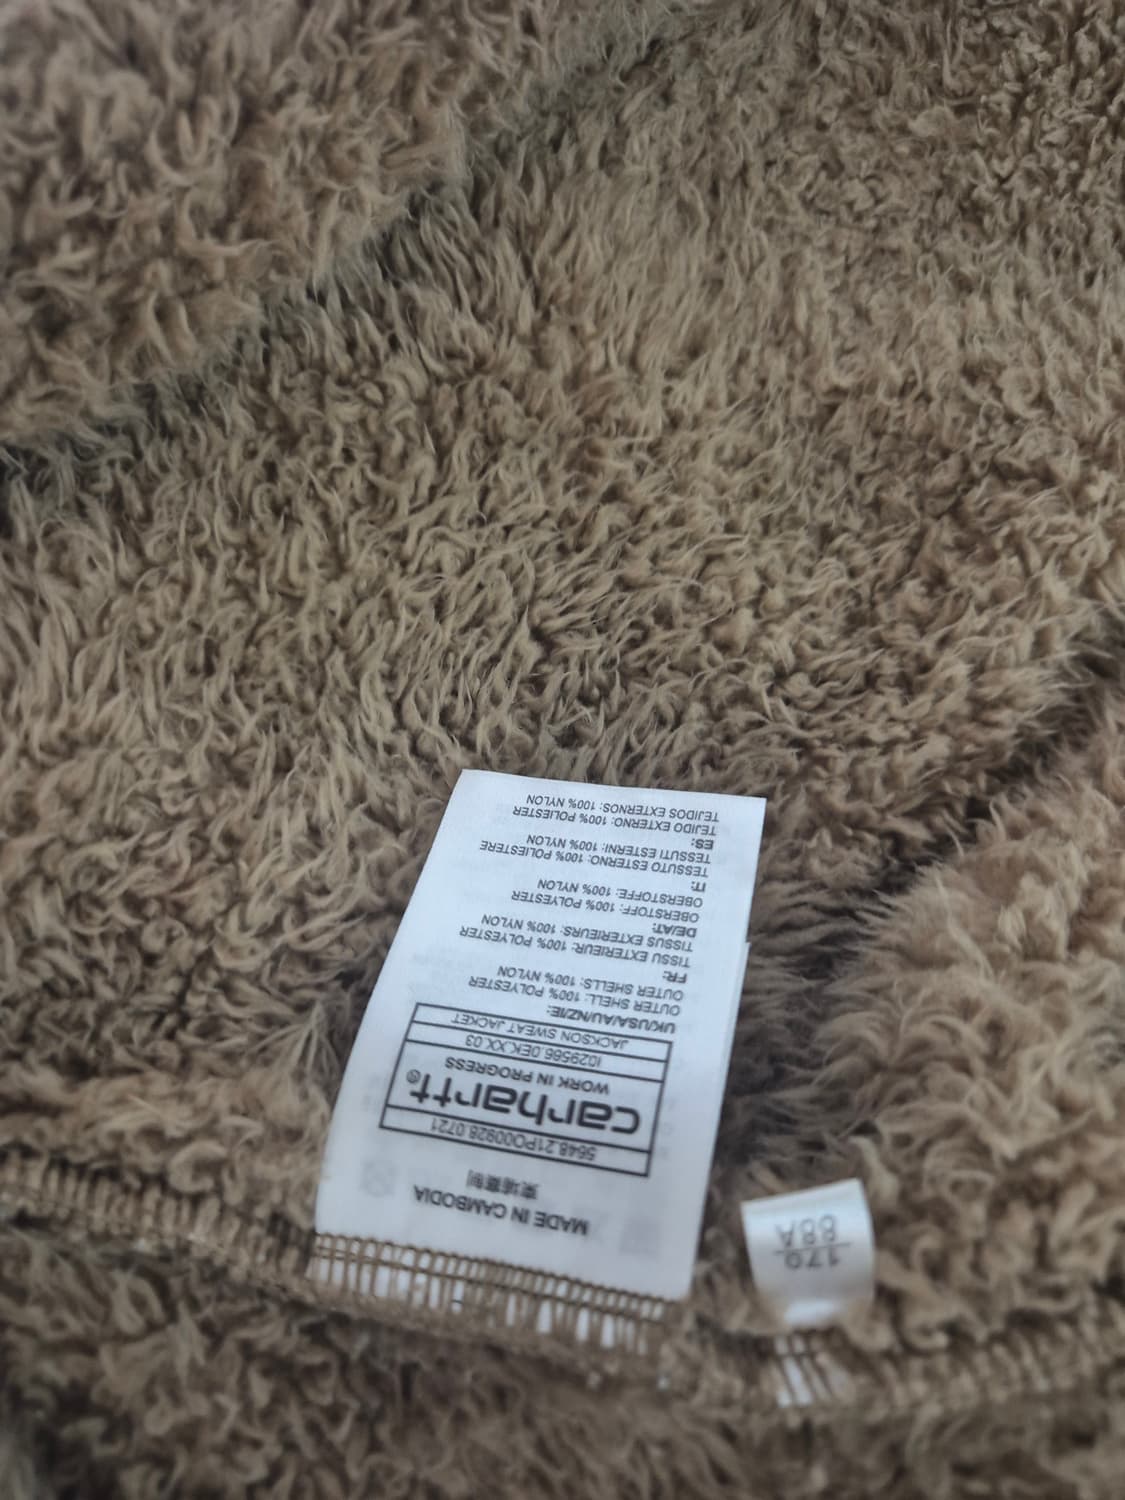 MADE IN CAMBODIA
柬埔寨制
5648.21PO00928.0721
carhartt®
WORK IN PROGRESS
I029566.0EK.XX.03
JACKSON SWEAT JACKET
UK/USA/AU/NZ/IE:
OUTER SHELL: 100% POLYESTER
OUTER SHELLS: 100% NYLON
FR:
TISSU EXTERIEUR: 100% POLYESTER
TISSUS EXTERIEURS: 100% NYLON
DE/AT:
OBERSTOFF: 100% POLYESTER
OBERSTOFFE: 100% NYLON
IT:
TESSUTO ESTERNO: 100% POLIESTERE
TESSUTI ESTERNI: 100% NYLON
ES:
TEJIDO EXTERNO: 100% POLIESTER
TEJIDOS EXTERNOS: 100% NYLON
170
88A